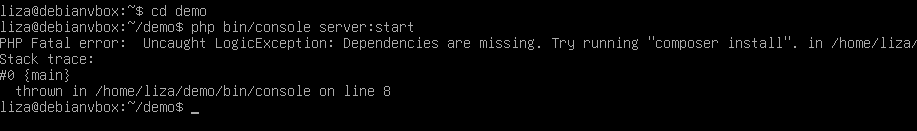 liza@debianvbox:~$ cd demo
liza@debianvbox:~/demo$ php bin/console server:start
PHP Fatal error:  Uncaught LogicException: Dependencies are missing. Try running "composer install". in /home/liza/
Stack trace:
#0 {main}
  thrown in /home/liza/demo/bin/console on line 8
liza@debianvbox:~/demo$ _